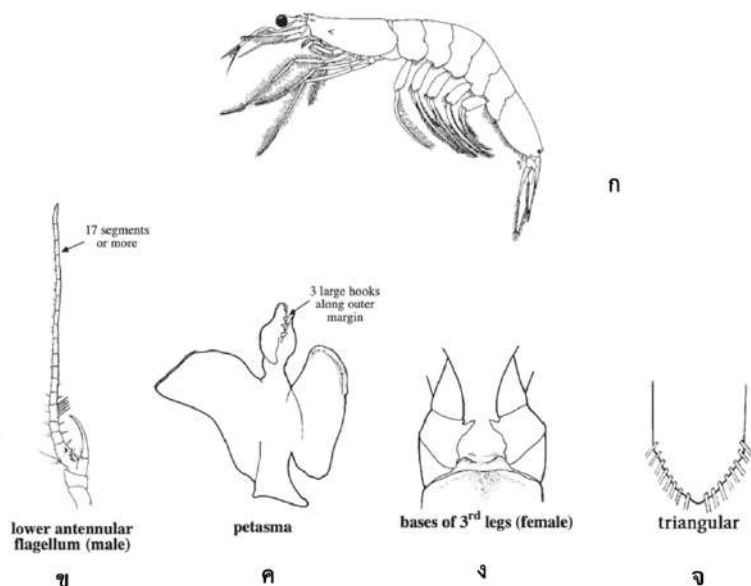 ก
17 segments
or more
3 large hooks
along outer
margin
lower antennular
flagellum (male)
petasma
bases of 3rd legs (female)
triangular
ข
ค
ง
จ